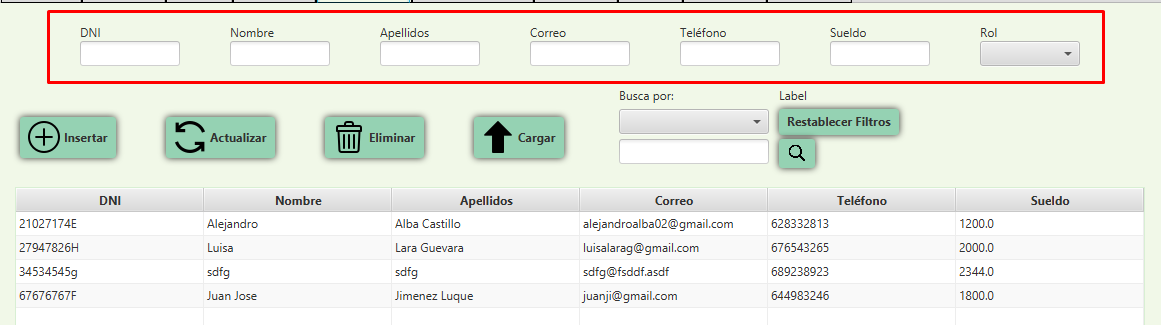 DNI Nombre Apellidos Correo Teléfono Sueldo Rol
Busca por: Label
Insertar Actualizar Eliminar Cargar Restablecer Filtros
DNI Nombre Apellidos Correo Teléfono Sueldo
21027174E Alejandro Alba Castillo alejandroalba02@gmail.com 628332813 1200.0
27947826H Luisa Lara Guevara luisalarag@gmail.com 676543265 2000.0
34534545g sdfg sdfg sdfg@fsddf.asdf 689238923 2344.0
67676767F Juan Jose Jimenez Luque juanji@gmail.com 644983246 1800.0